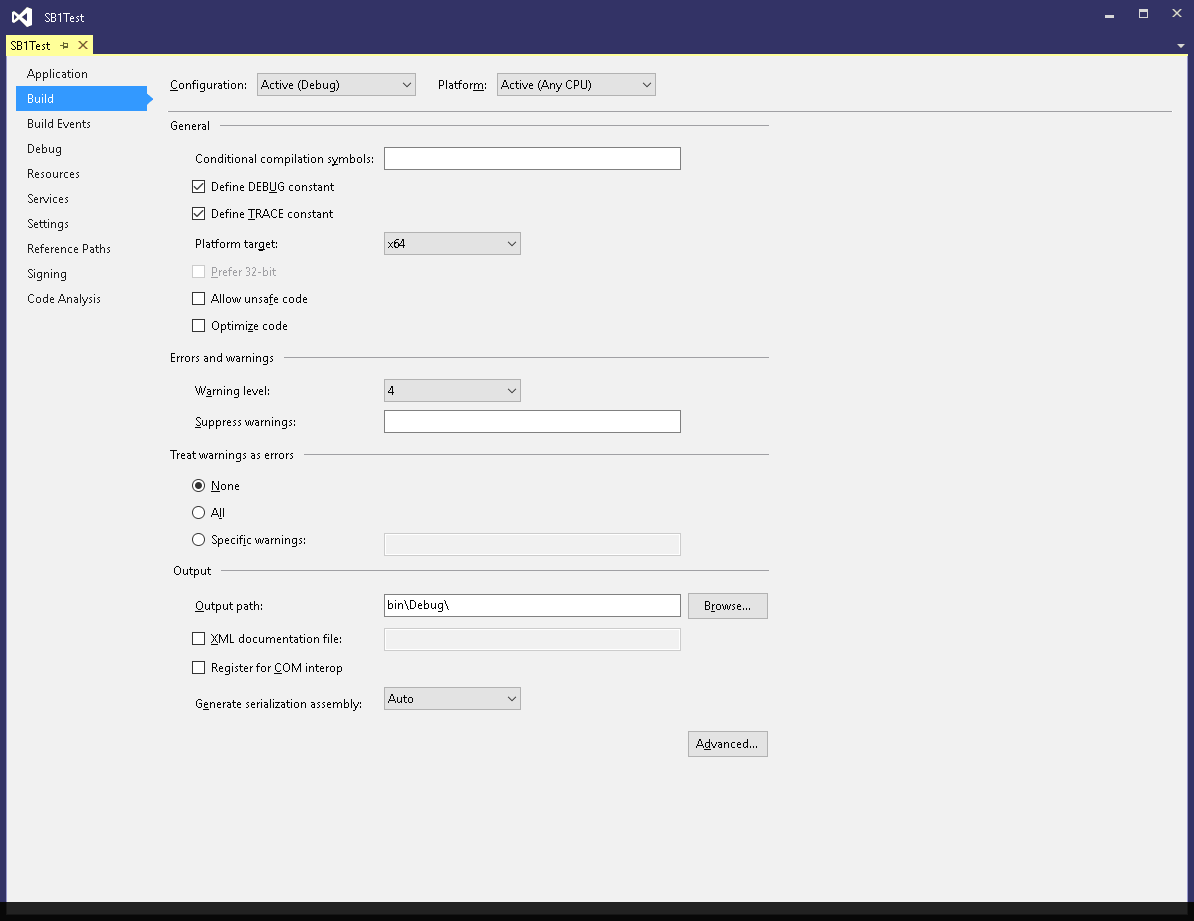 SB1Test
SB1Test
Application
Build
Build Events
Debug
Resources
Services
Settings
Reference Paths
Signing
Code Analysis
Configuration: Active (Debug) Platform: Active (Any CPU)
General
Conditional compilation symbols:
Define DEBUG constant
Define TRACE constant
Platform target: x64
Prefer 32-bit
Allow unsafe code
Optimize code
Errors and warnings
Warning level: 4
Suppress warnings:
Treat warnings as errors
None
All
Specific warnings:
Output
Output path: bin\Debug\ Browse...
XML documentation file:
Register for COM interop
Generate serialization assembly: Auto
Advanced...